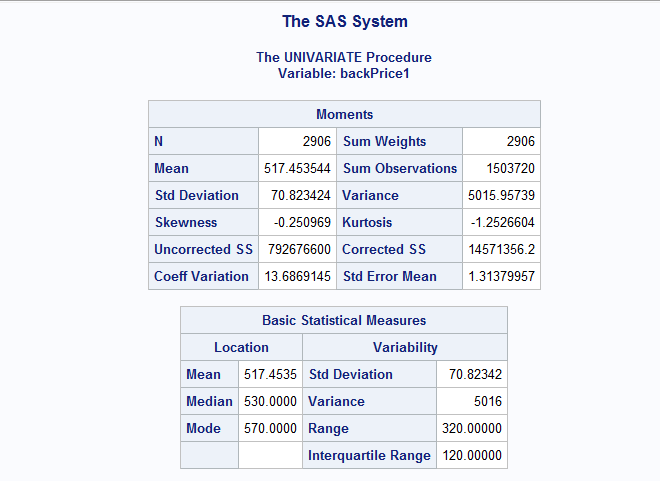 The SAS System
The UNIVARIATE Procedure
Variable: backPrice1
Moments
N 2906 Sum Weights 2906
Mean 517.453544 Sum Observations 1503720
Std Deviation 70.823424 Variance 5015.95739
Skewness -0.250969 Kurtosis -1.2526604
Uncorrected SS 792676600 Corrected SS 14571356.2
Coeff Variation 13.6869145 Std Error Mean 1.31379957
Basic Statistical Measures
Location Variability
Mean 517.4535 Std Deviation 70.82342
Median 530.0000 Variance 5016
Mode 570.0000 Range 320.00000
Interquartile Range 120.00000